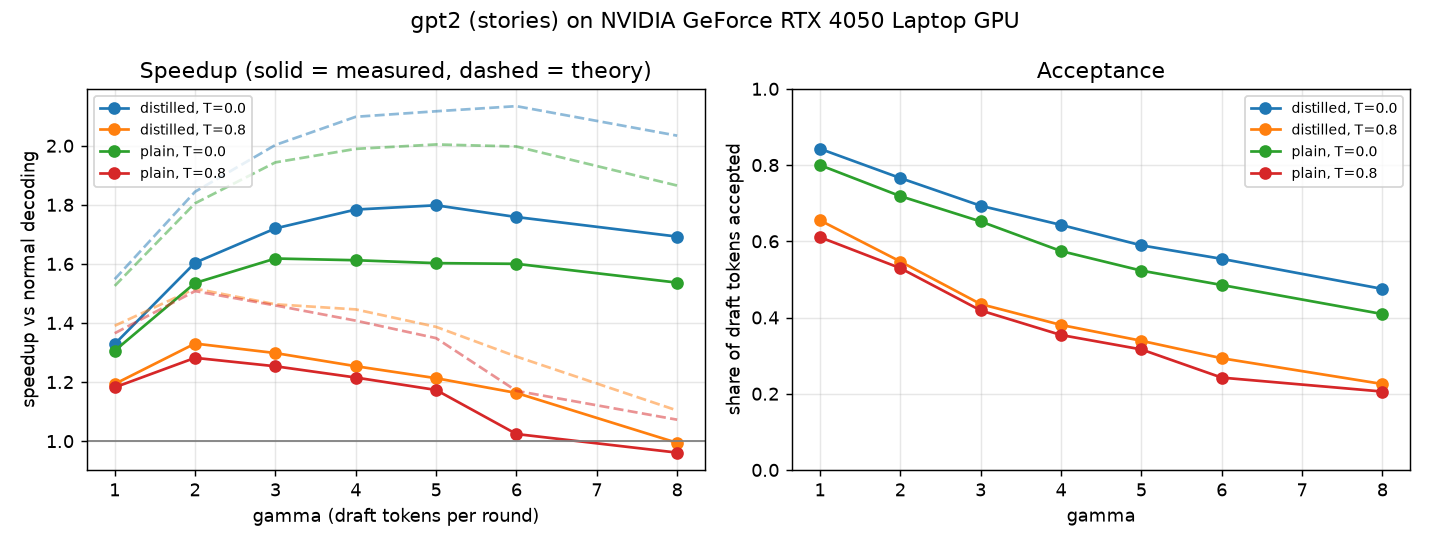 gpt2 (stories) on NVIDIA GeForce RTX 4050 Laptop GPU
Speedup (solid = measured, dashed = theory)
speedup vs normal decoding
2.0
1.8
1.6
1.4
1.2
1.0
distilled, T=0.0
distilled, T=0.8
plain, T=0.0
plain, T=0.8
1 2 3 4 5 6 7 8
gamma (draft tokens per round)
Acceptance
share of draft tokens accepted
1.0
0.8
0.6
0.4
0.2
0.0
distilled, T=0.0
distilled, T=0.8
plain, T=0.0
plain, T=0.8
1 2 3 4 5 6 7 8
gamma